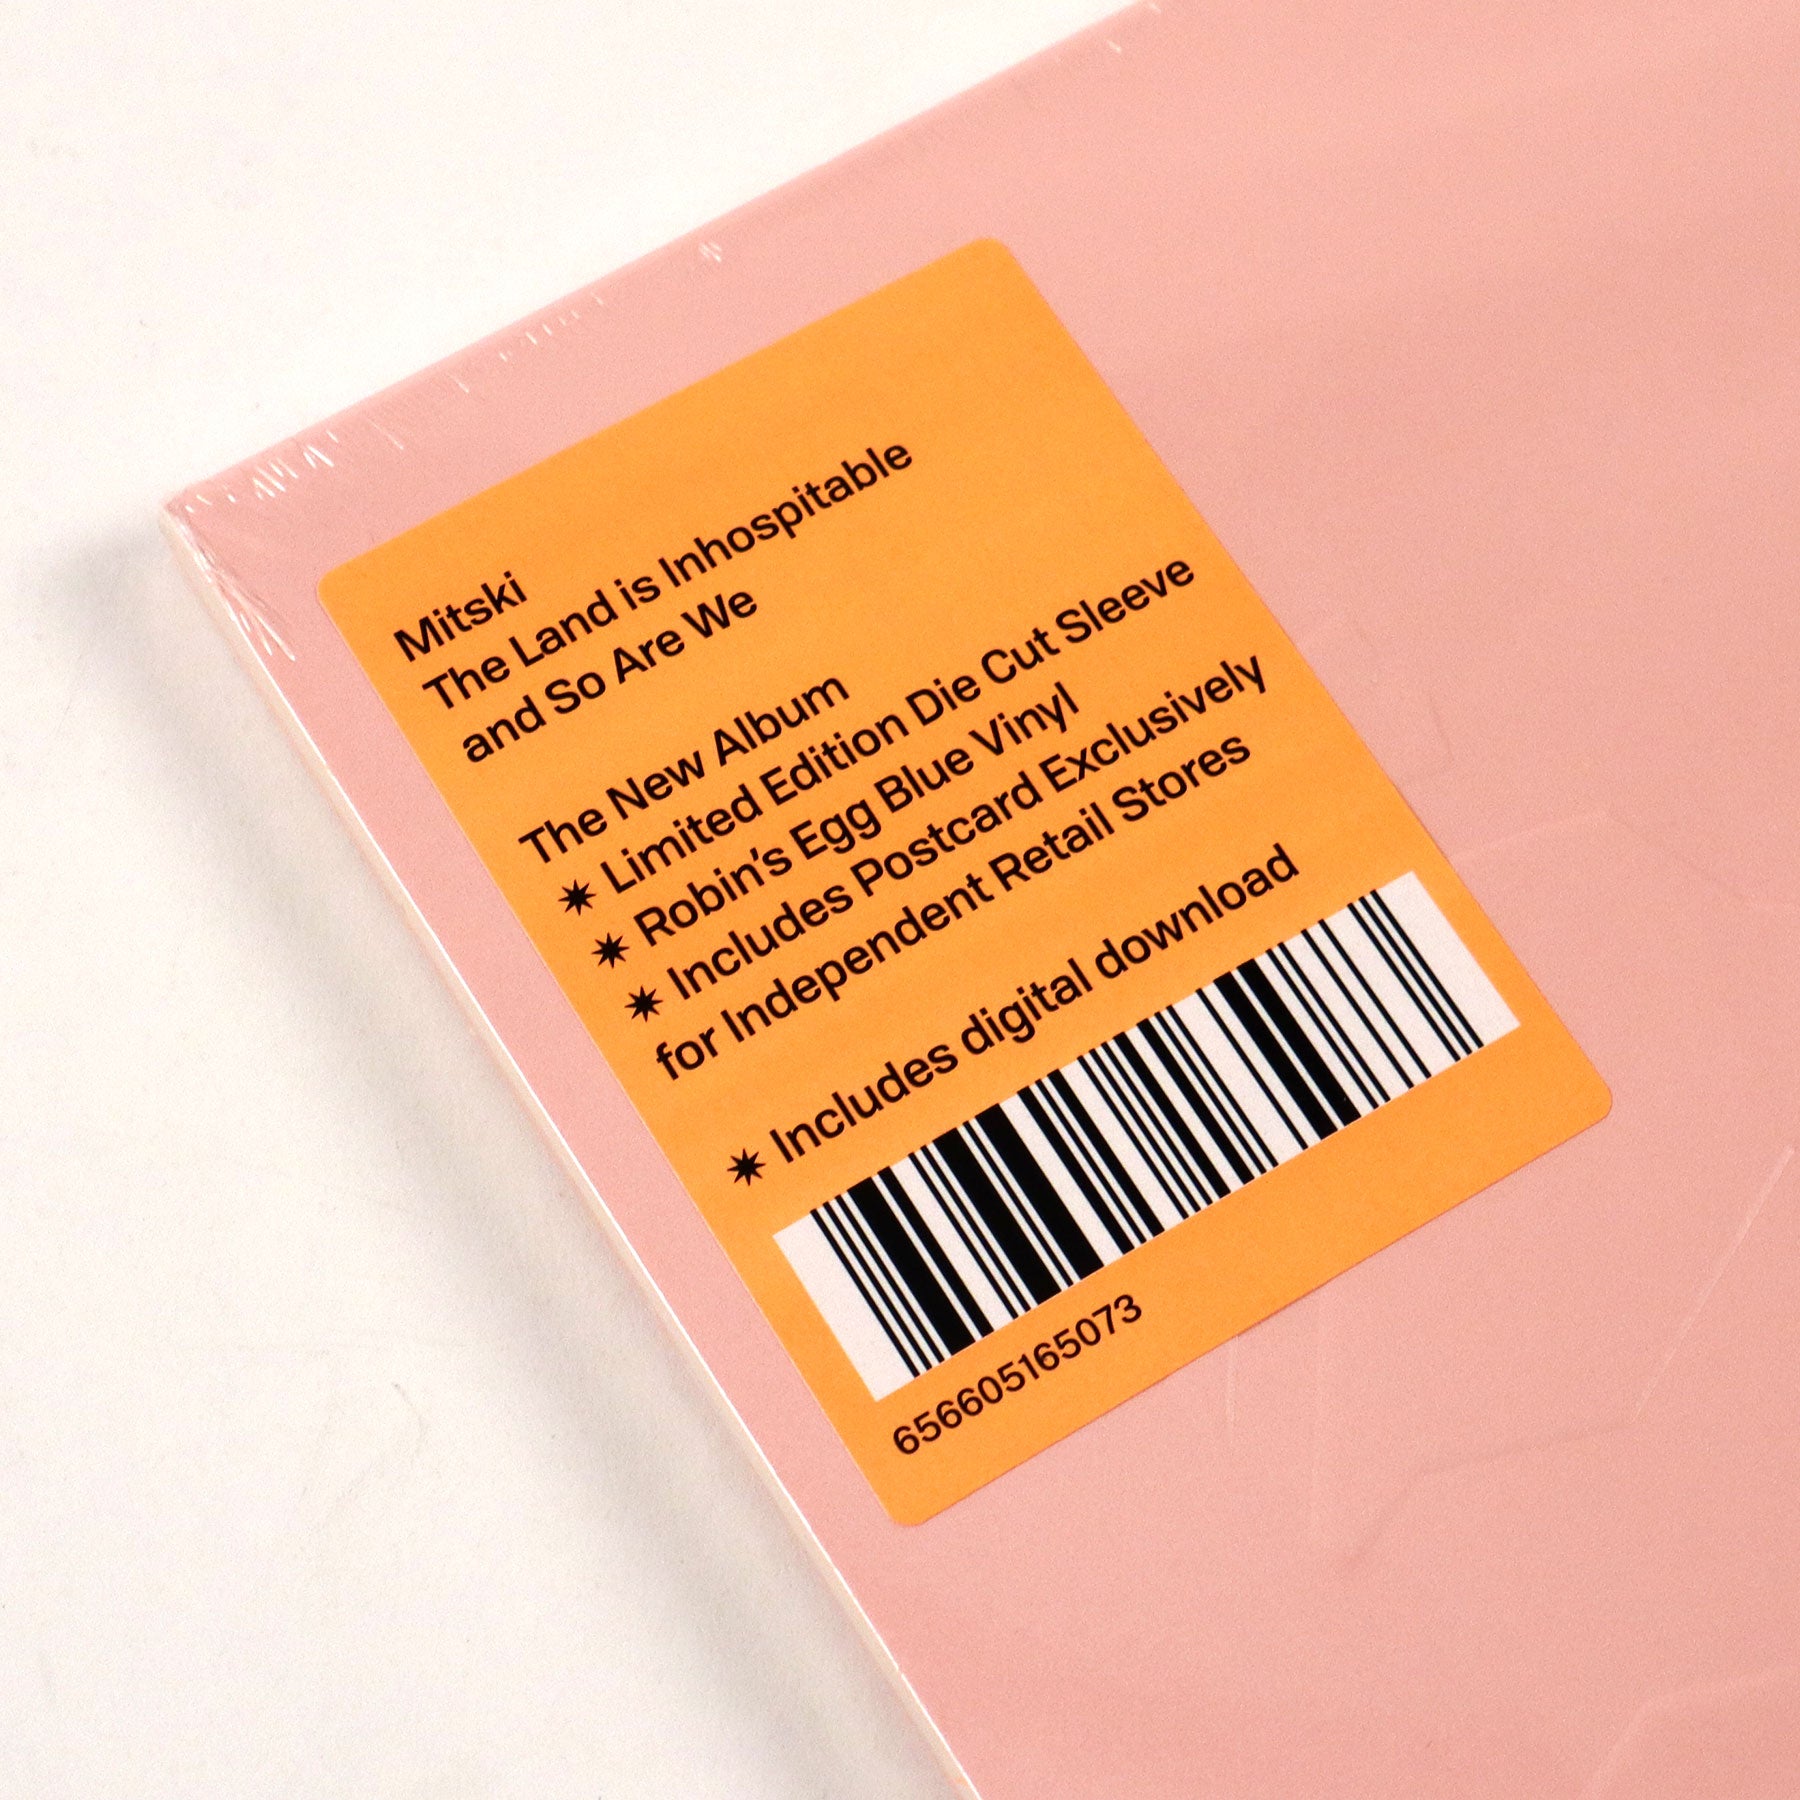 Mitski
The Land is Inhospitable
and So Are We
The New Album
✷ Limited Edition Die Cut Sleeve
✷ Robin's Egg Blue Vinyl
✷ Includes Postcard Exclusively
for Independent Retail Stores
✷ Includes digital download
656605165073